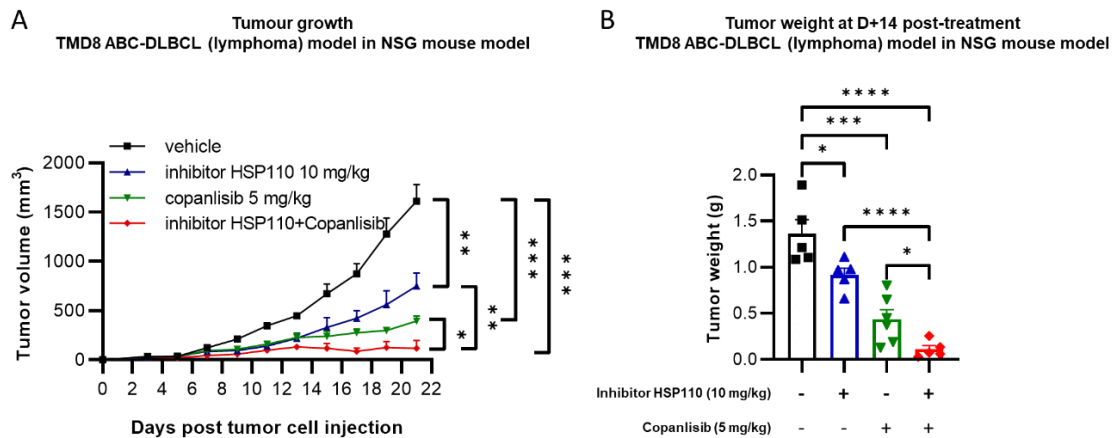 A
Tumour growth
TMD8 ABC-DLBCL (lymphoma) model in NSG mouse model
vehicle
inhibitor HSP110 10 mg/kg
copanlisib 5 mg/kg
inhibitor HSP110+Copanlisib
Tumor volume (mm³)
2000
1500
1000
500
0
0 2 4 6 8 10 12 14 16 18 20 22
Days post tumor cell injection
**
*
**
***
***
B
Tumor weight at D+14 post-treatment
TMD8 ABC-DLBCL (lymphoma) model in NSG mouse model
****
***
*
****
*
Tumor weight (g)
2.0
1.5
1.0
0.5
0.0
Inhibitor HSP110 (10 mg/kg) - + - +
Copanlisib (5 mg/kg) - - + +